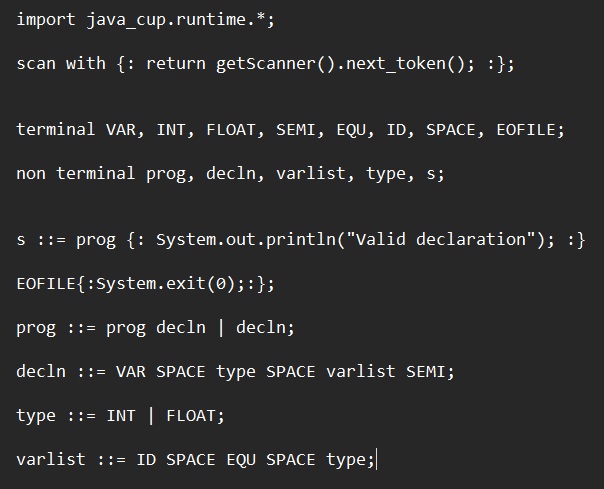 import java_cup.runtime.*;
scan with {: return getScanner().next_token(); :};
terminal VAR, INT, FLOAT, SEMI, EQU, ID, SPACE, EOFILE;
non terminal prog, decln, varlist, type, s;
s ::= prog {: System.out.println("Valid declaration"); :}
EOFILE{:System.exit(0);:};
prog ::= prog decln | decln;
decln ::= VAR SPACE type SPACE varlist SEMI;
type ::= INT | FLOAT;
varlist ::= ID SPACE EQU SPACE type;